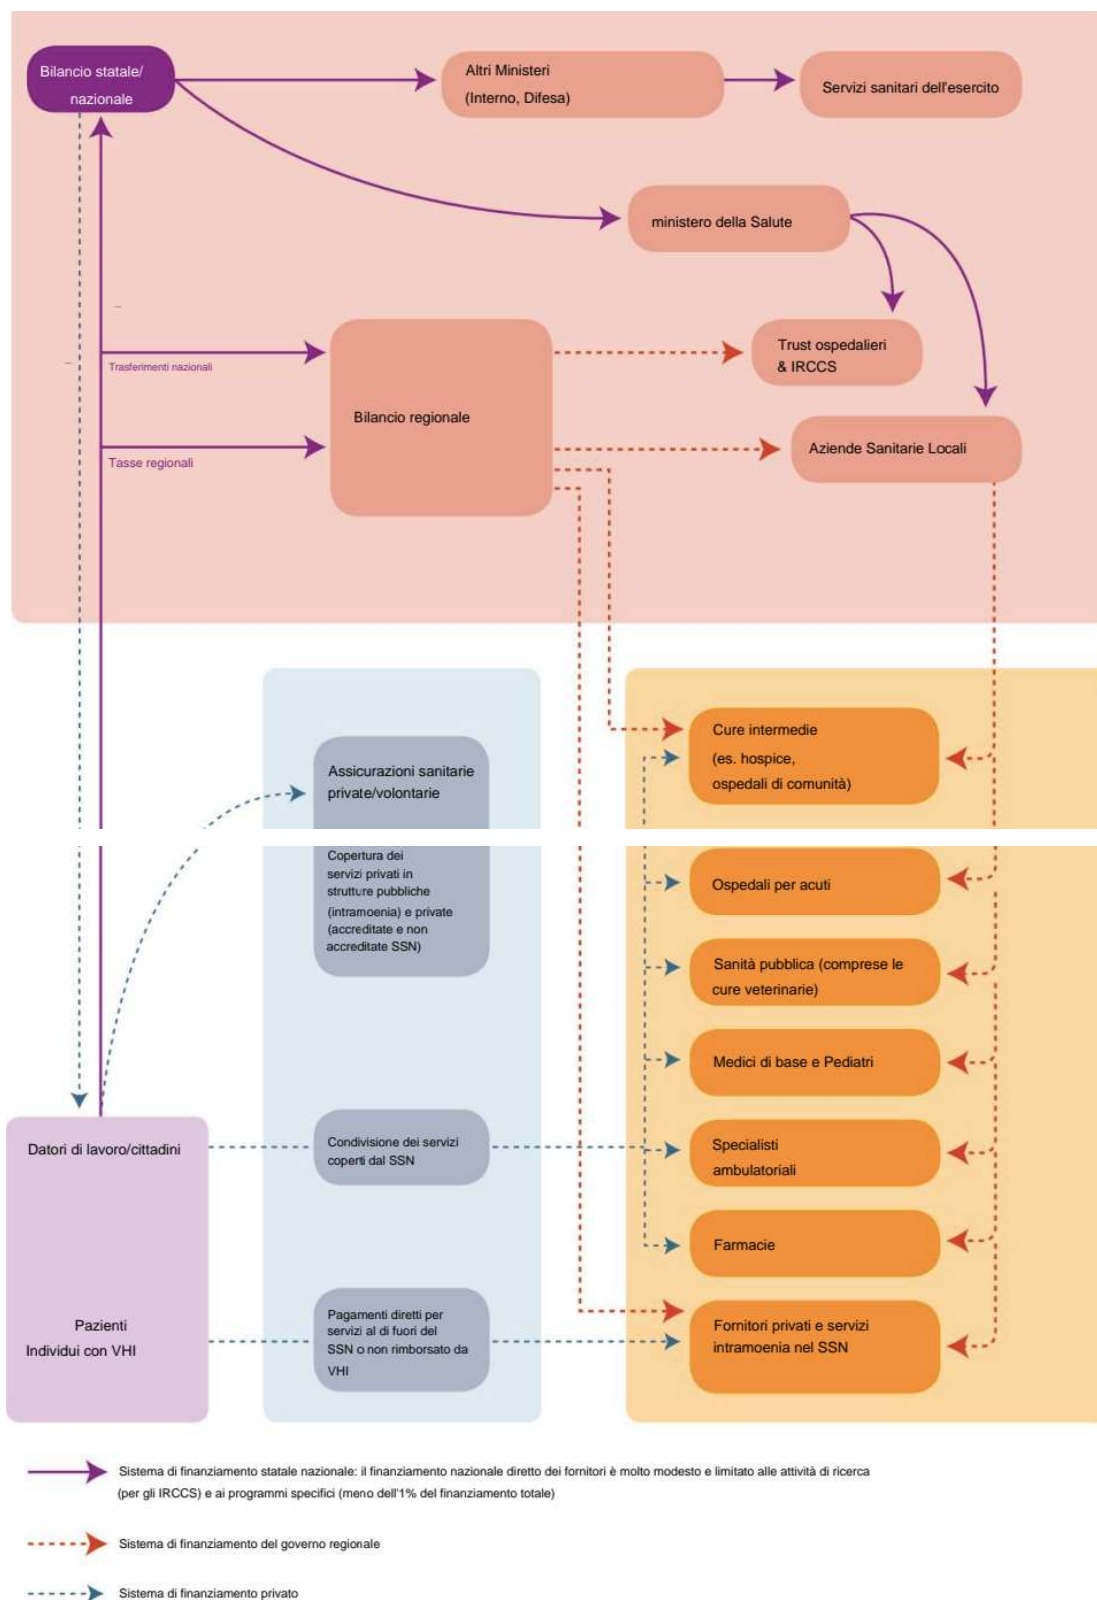 Bilancio statale/
nazionale
Altri Ministeri
(Interno, Difesa)
Servizi sanitari dell'esercito
ministero della Salute
Trust ospedalieri
& IRCCS
Trasferimenti nazionali
Bilancio regionale
Aziende Sanitarie Locali
Tasse regionali
Assicurazioni sanitarie
private/volontarie
Copertura dei
servizi privati in
strutture pubbliche
(intramoenia) e private
(accreditate e non
accreditate SSN)
Cure intermedie
(es. hospice,
ospedali di comunità)
Ospedali per acuti
Sanità pubblica (comprese le
cure veterinarie)
Medici di base e Pediatri
Datori di lavoro/cittadini
Condivisione dei servizi
coperti dal SSN
Specialisti
ambulatoriali
Farmacie
Pazienti
Individui con VHI
Pagamenti diretti per
servizi al di fuori del
SSN o non rimborsato da
VHI
Fornitori privati e servizi
intramoenia nel SSN
Sistema di finanziamento statale nazionale: il finanziamento nazionale diretto dei fornitori è molto modesto e limitato alle attività di ricerca
(per gli IRCCS) e ai programmi specifici (meno dell'1% del finanziamento totale)
Sistema di finanziamento del governo regionale
Sistema di finanziamento privato